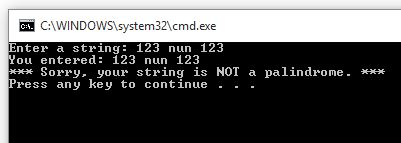 C:\WINDOWS\system32\cmd.exe
Enter a string: 123 nun 123
You entered: 123 nun 123
*** Sorry, your string is NOT a palindrome. ***
Press any key to continue . . .